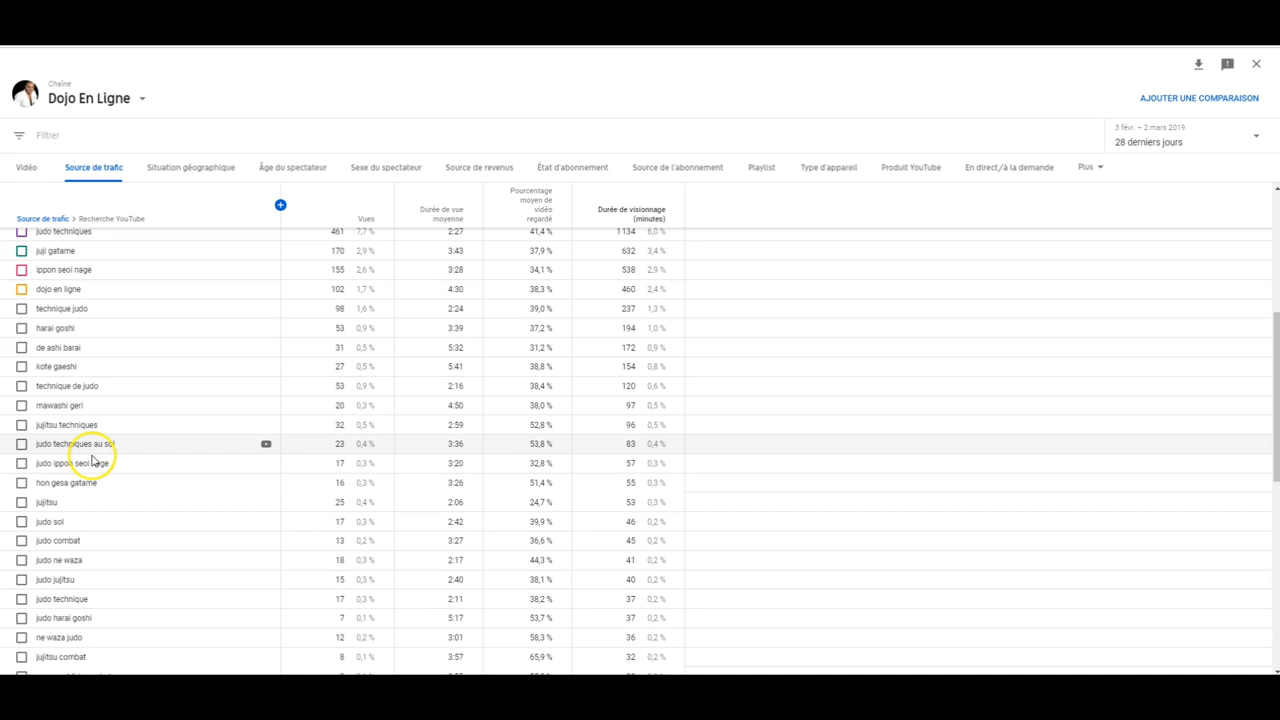 Chaîne
Dojo En Ligne
AJOUTER UNE COMPARAISON
Filtrer
3 févr. – 2 mars 2019
28 derniers jours
Vidéo Source de trafic Situation géographique Âge du spectateur Sexe du spectateur Source de revenus État d'abonnement Source de l'abonnement Playlist Type d'appareil Produit YouTube En direct/à la demande Plus
Source de trafic > Recherche YouTube
Vues
Durée de vue moyenne
Pourcentage moyen de vidéo regardé
Durée de visionnage (minutes)
judo techniques 461 7,7 % 2:27 41,4 % 1 134 6,0 %
juji gatame 170 2,9 % 3:43 37,9 % 632 3,4 %
ippon seoi nage 155 2,6 % 3:28 34,1 % 538 2,9 %
dojo en ligne 102 1,7 % 4:30 38,3 % 460 2,4 %
technique judo 98 1,6 % 2:24 39,0 % 237 1,3 %
harai goshi 53 0,9 % 3:39 37,2 % 194 1,0 %
de ashi barai 31 0,5 % 5:32 31,2 % 172 0,9 %
kote gaeshi 27 0,5 % 5:41 38,8 % 154 0,8 %
technique de judo 53 0,9 % 2:16 38,4 % 120 0,6 %
mawashi geri 20 0,3 % 4:50 38,0 % 97 0,5 %
jujitsu techniques 32 0,5 % 2:59 52,8 % 96 0,5 %
judo techniques au sol 23 0,4 % 3:36 53,8 % 83 0,4 %
judo ippon seoi nage 17 0,3 % 3:20 32,8 % 57 0,3 %
hon gesa gatame 16 0,3 % 3:26 51,4 % 55 0,3 %
jujitsu 25 0,4 % 2:06 24,7 % 53 0,3 %
judo sol 17 0,3 % 2:42 39,9 % 46 0,2 %
judo combat 13 0,2 % 3:27 36,6 % 45 0,2 %
judo ne waza 18 0,3 % 2:17 44,3 % 41 0,2 %
judo jujitsu 15 0,3 % 2:40 38,1 % 40 0,2 %
judo technique 17 0,3 % 2:11 38,2 % 37 0,2 %
judo harai goshi 7 0,1 % 5:17 53,7 % 37 0,2 %
ne waza judo 12 0,2 % 3:01 58,3 % 36 0,2 %
jujitsu combat 8 0,1 % 3:57 65,9 % 32 0,2 %